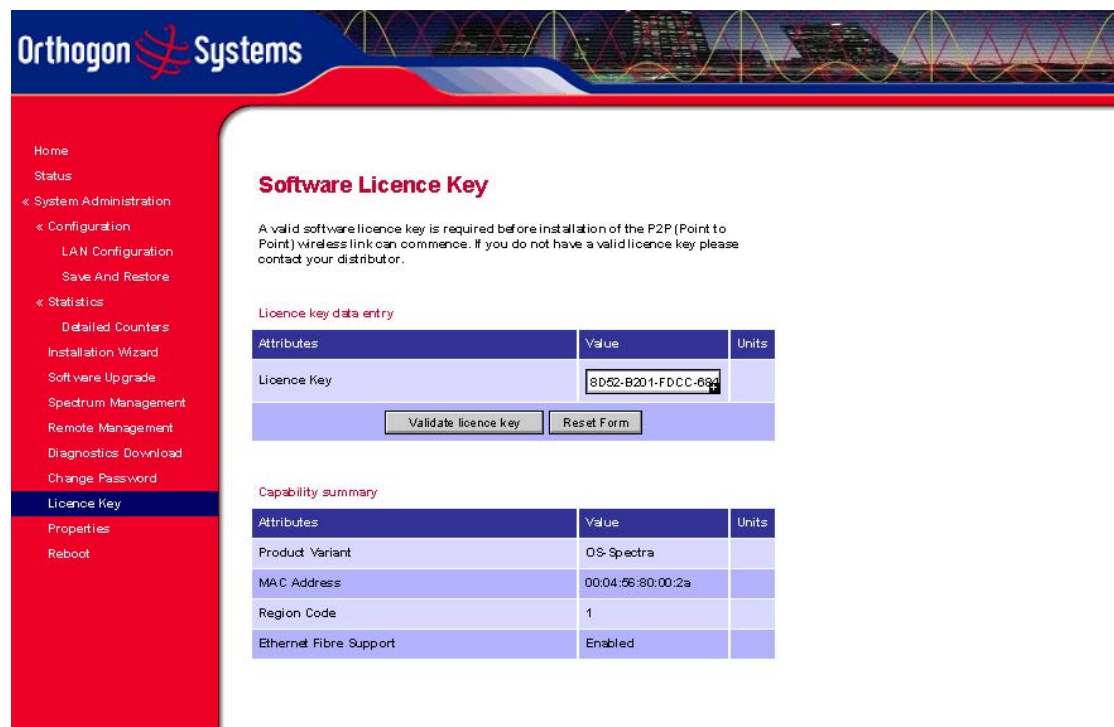 Orthogon Systems
Home
Status
« System Administration
« Configuration
LAN Configuration
Save And Restore
« Statistics
Detailed Counters
Installation Wizard
Software Upgrade
Spectrum Management
Remote Management
Diagnostics Download
Change Password
Licence Key
Properties
Reboot
Software Licence Key
A valid software licence key is required before installation of the P2P (Point to
Point) wireless link can commence. If you do not have a valid licence key please
contact your distributor.
Licence key data entry
Attributes Value Units
Licence Key 8D52-B201-FDCC-684
Validate licence key Reset Form
Capability summary
Attributes Value Units
Product Variant OS-Spectra
MAC Address 00:04:56:80:00:2a
Region Code 1
Ethernet Fibre Support Enabled